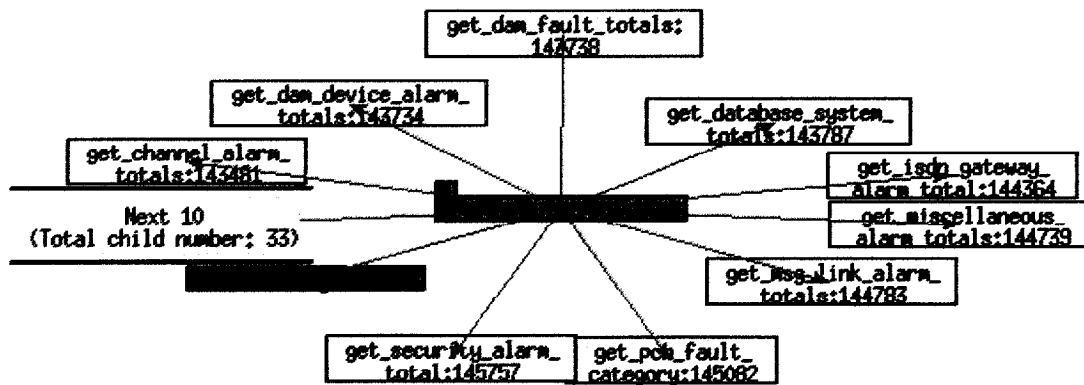 get_dam_fault_totals:
147738
get_dam_device_alarm_
totals:143734
get_database_system_
totals:143787
get_channel_alarm_
totals:143481
get_isdn_gateway_
alarm_total:144364
Next 10
(Total child number: 33)
get_miscellaneous_
alarm_totals:144739
get_msg_link_alarm_
totals:144783
get_security_alarm_
total:145757
get_pcm_fault_
category:145082